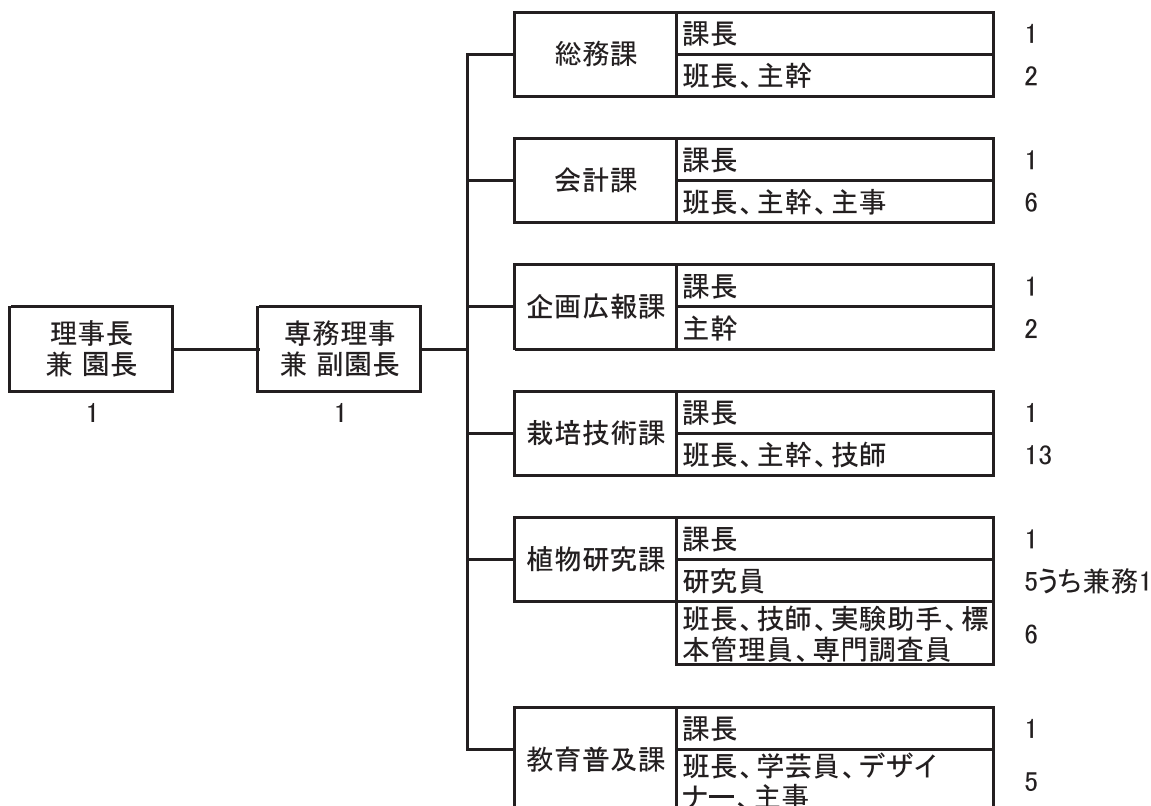 総務課
課長
1
班長、主幹
2
会計課
課長
1
班長、主幹、主事
6
企画広報課
課長
1
主幹
2
理事長
兼 園長
1
専務理事
兼 副園長
1
栽培技術課
課長
1
班長、主幹、技師
13
植物研究課
課長
1
研究員
5うち兼務1
班長、技師、実験助手、標
本管理員、専門調査員
6
教育普及課
課長
1
班長、学芸員、デザイ
ナー、主事
5